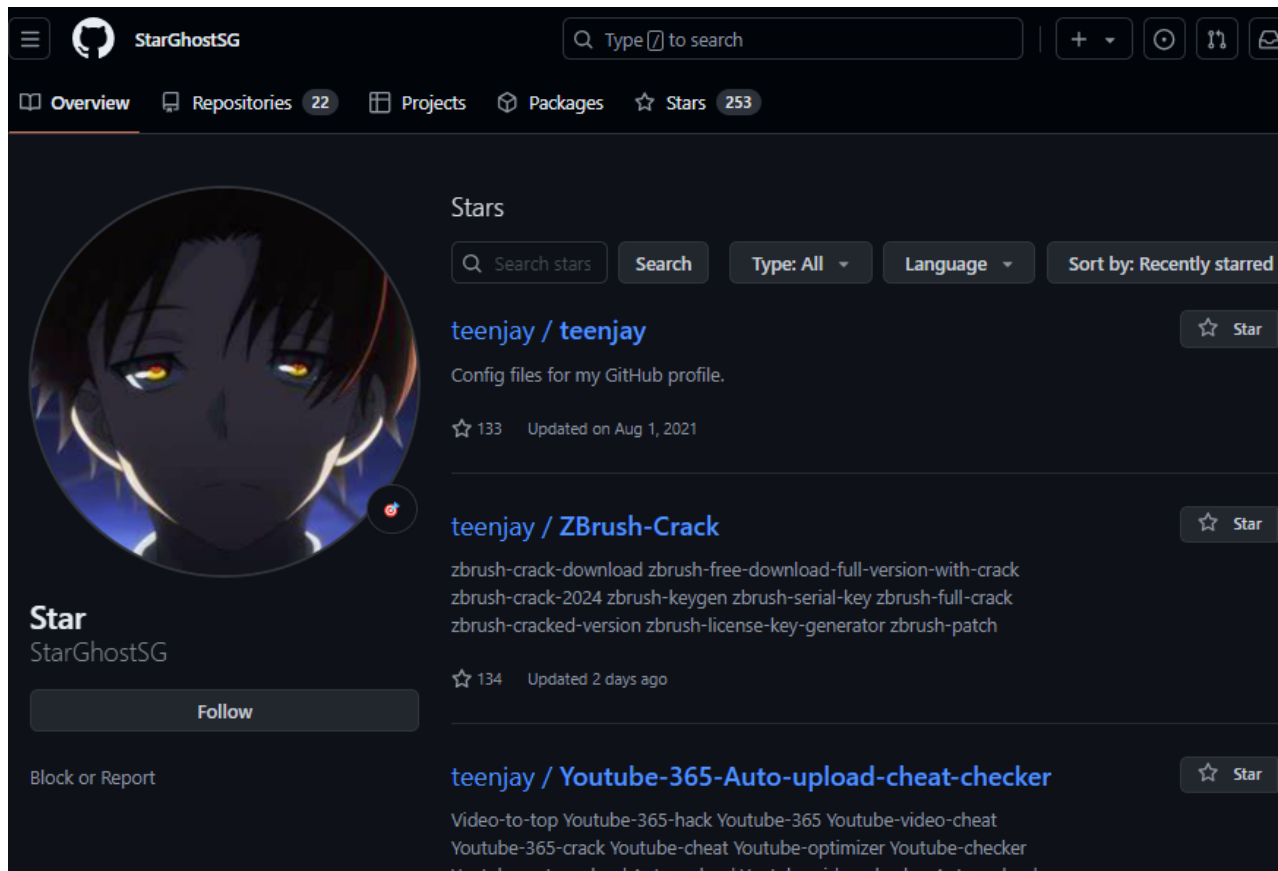 StarGhostSG
Type / to search
Overview
Repositories 22
Projects
Packages
Stars 253
Stars
Search stars
Search
Type: All
Language
Sort by: Recently starred
teenjay / teenjay
Star
Config files for my GitHub profile.
133 Updated on Aug 1, 2021
teenjay / ZBrush-Crack
Star
zbrush-crack-download zbrush-free-download-full-version-with-crack
zbrush-crack-2024 zbrush-keygen zbrush-serial-key zbrush-full-crack
zbrush-cracked-version zbrush-license-key-generator zbrush-patch
134 Updated 2 days ago
Star
StarGhostSG
Follow
Block or Report
teenjay / Youtube-365-Auto-upload-cheat-checker
Star
Video-to-top Youtube-365-hack Youtube-365 Youtube-video-cheat
Youtube-365-crack Youtube-cheat Youtube-optimizer Youtube-checker